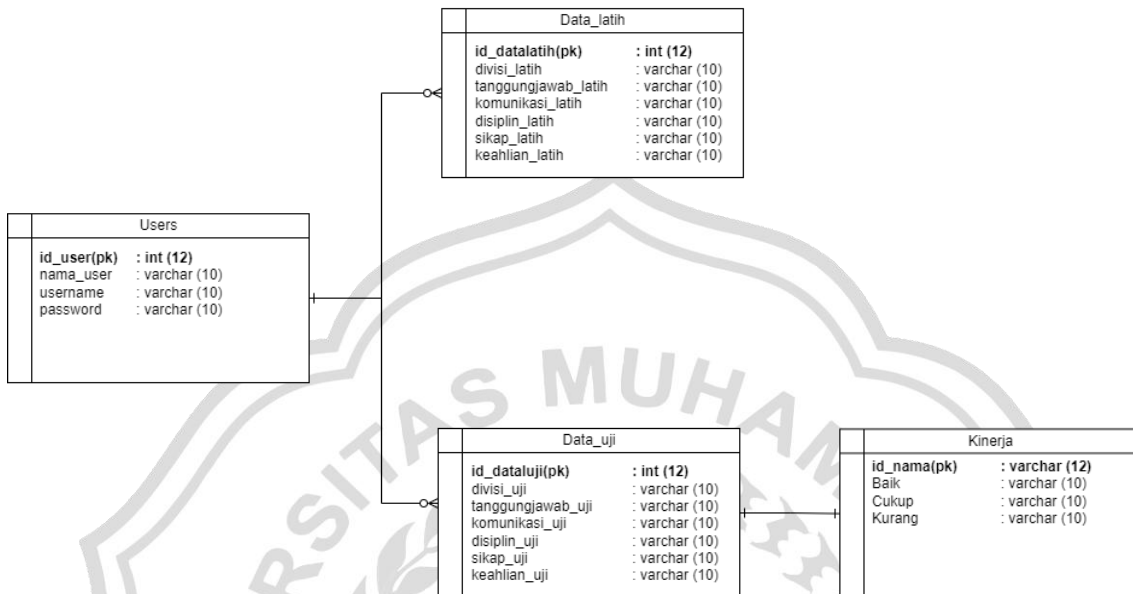 Data_latih
id_datalatih(pk) : int (12)
divisi_latih : varchar (10)
tanggungjawab_latih : varchar (10)
komunikasi_latih : varchar (10)
disiplin_latih : varchar (10)
sikap_latih : varchar (10)
keahlian_latih : varchar (10)
Users
id_user(pk) : int (12)
nama_user : varchar (10)
username : varchar (10)
password : varchar (10)
Data_uji
id_dataluji(pk) : int (12)
divisi_uji : varchar (10)
tanggungjawab_uji : varchar (10)
komunikasi_uji : varchar (10)
disiplin_uji : varchar (10)
sikap_uji : varchar (10)
keahlian_uji : varchar (10)
Kinerja
id_nama(pk) : varchar (12)
Baik : varchar (10)
Cukup : varchar (10)
Kurang : varchar (10)
RSITAS MUHAM